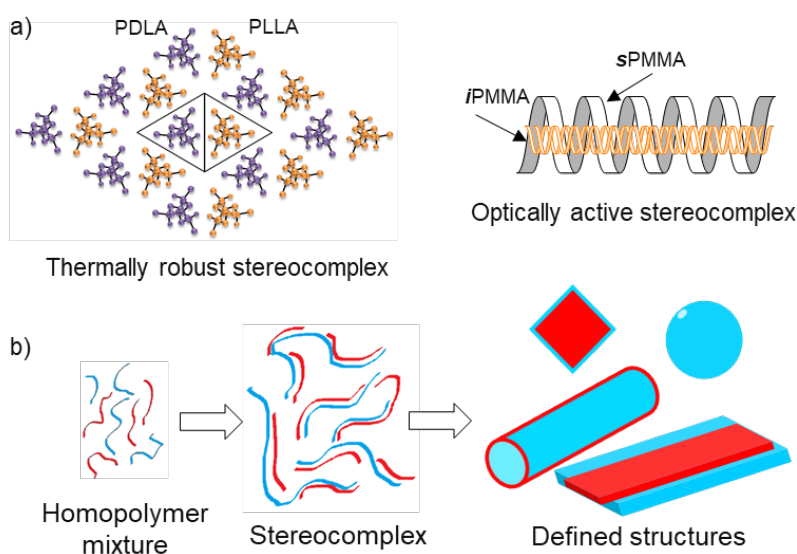 a)
PDLA
PLLA
Thermally robust stereocomplex
sPMMA
iPMMA
Optically active stereocomplex
b)
Homopolymer
mixture
Stereocomplex
Defined structures